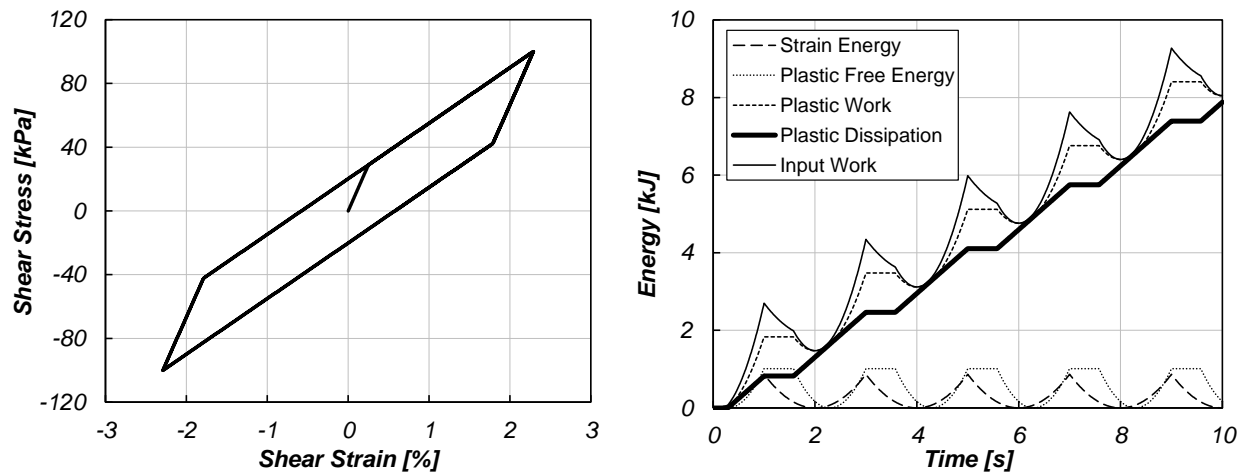 120
80
40
0
-40
-80
-120
-3
-2
-1
0
1
2
3
Shear Stress [kPa]
Shear Strain [%]
10
8
6
4
2
0
0
2
4
6
8
10
Energy [kJ]
Time [s]
Strain Energy
Plastic Free Energy
Plastic Work
Plastic Dissipation
Input Work